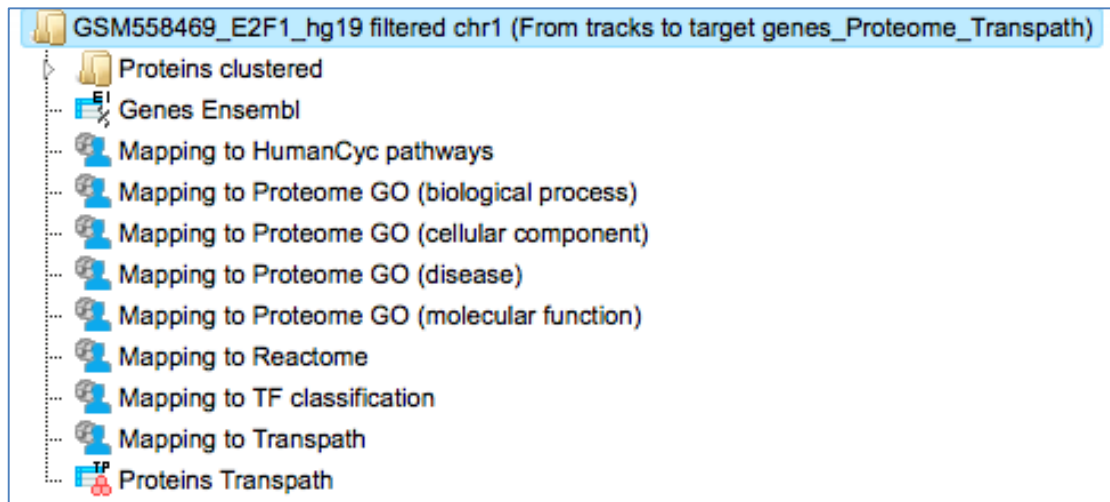 GSM558469_E2F1_hg19 filtered chr1 (From tracks to target genes_Proteome_Transpath)
Proteins clustered
Genes Ensembl
Mapping to HumanCyc pathways
Mapping to Proteome GO (biological process)
Mapping to Proteome GO (cellular component)
Mapping to Proteome GO (disease)
Mapping to Proteome GO (molecular function)
Mapping to Reactome
Mapping to TF classification
Mapping to Transpath
Proteins Transpath